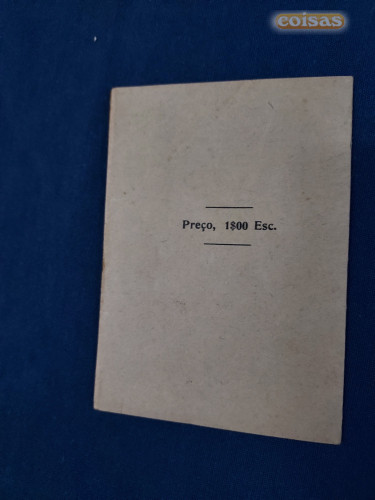 coisas
Preço, 1$00 Esc.